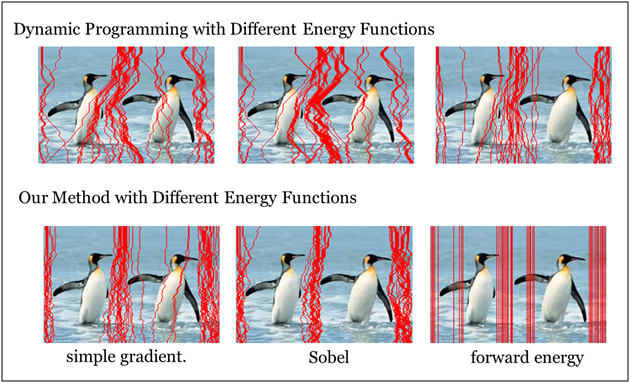 Dynamic Programming with Different Energy Functions
Our Method with Different Energy Functions
simple gradient.
Sobel
forward energy